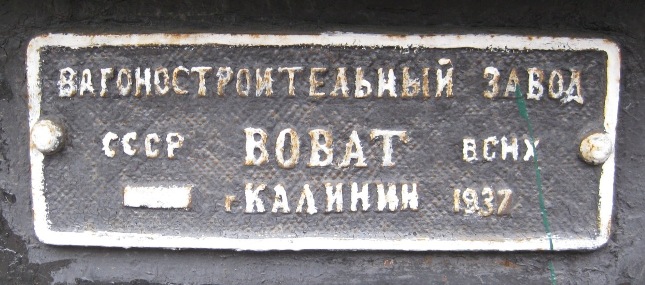 ВАГОНОСТРОИТЕЛЬНЫЙ ЗАВОД
СССР ВОВАТ ВСНХ
г. КАЛИНИН 1937